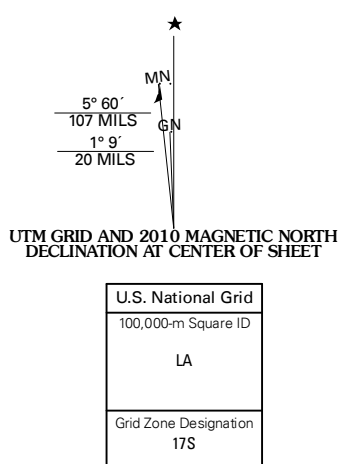 MN
5° 60´
107 MILS
GN
1° 9´
20 MILS
UTM GRID AND 2010 MAGNETIC NORTH
DECLINATION AT CENTER OF SHEET
U.S. National Grid
100,000-m Square ID
LA
Grid Zone Designation
17S